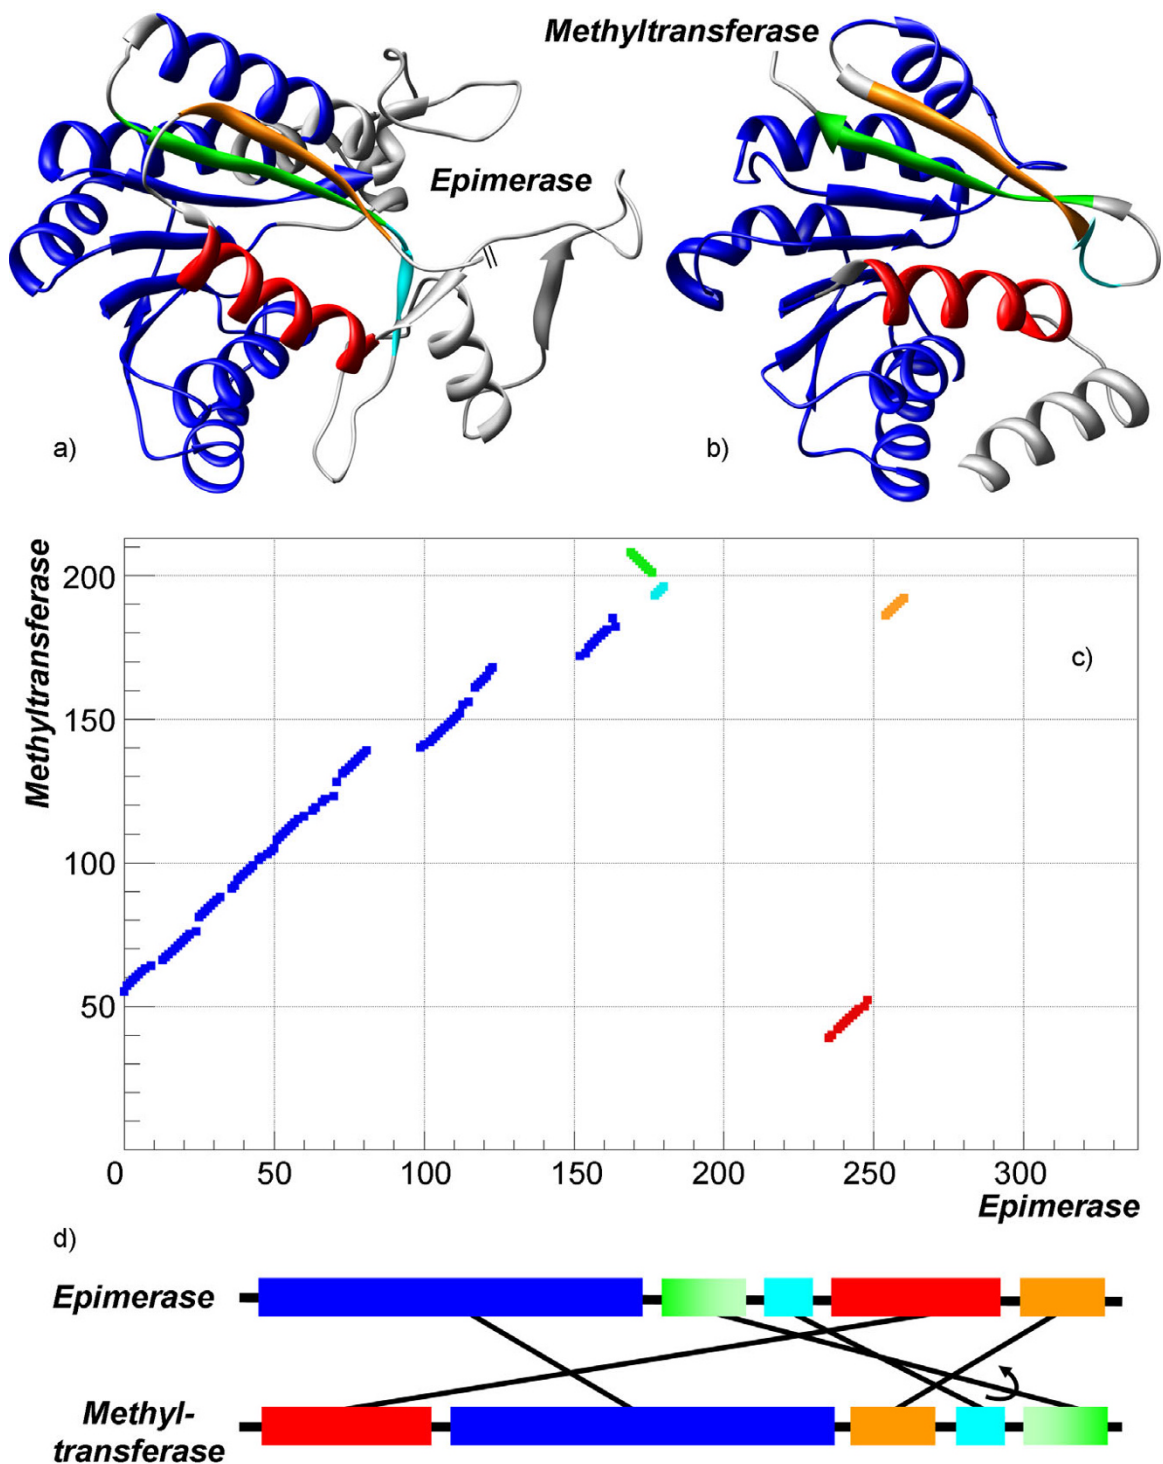 Methyltransferase
Epimerase
a)
b)
Methyltransferase
200
150
100
50
c)
0
50
100
150
200
250
300
Epimerase
d)
Epimerase
Methyl-
transferase